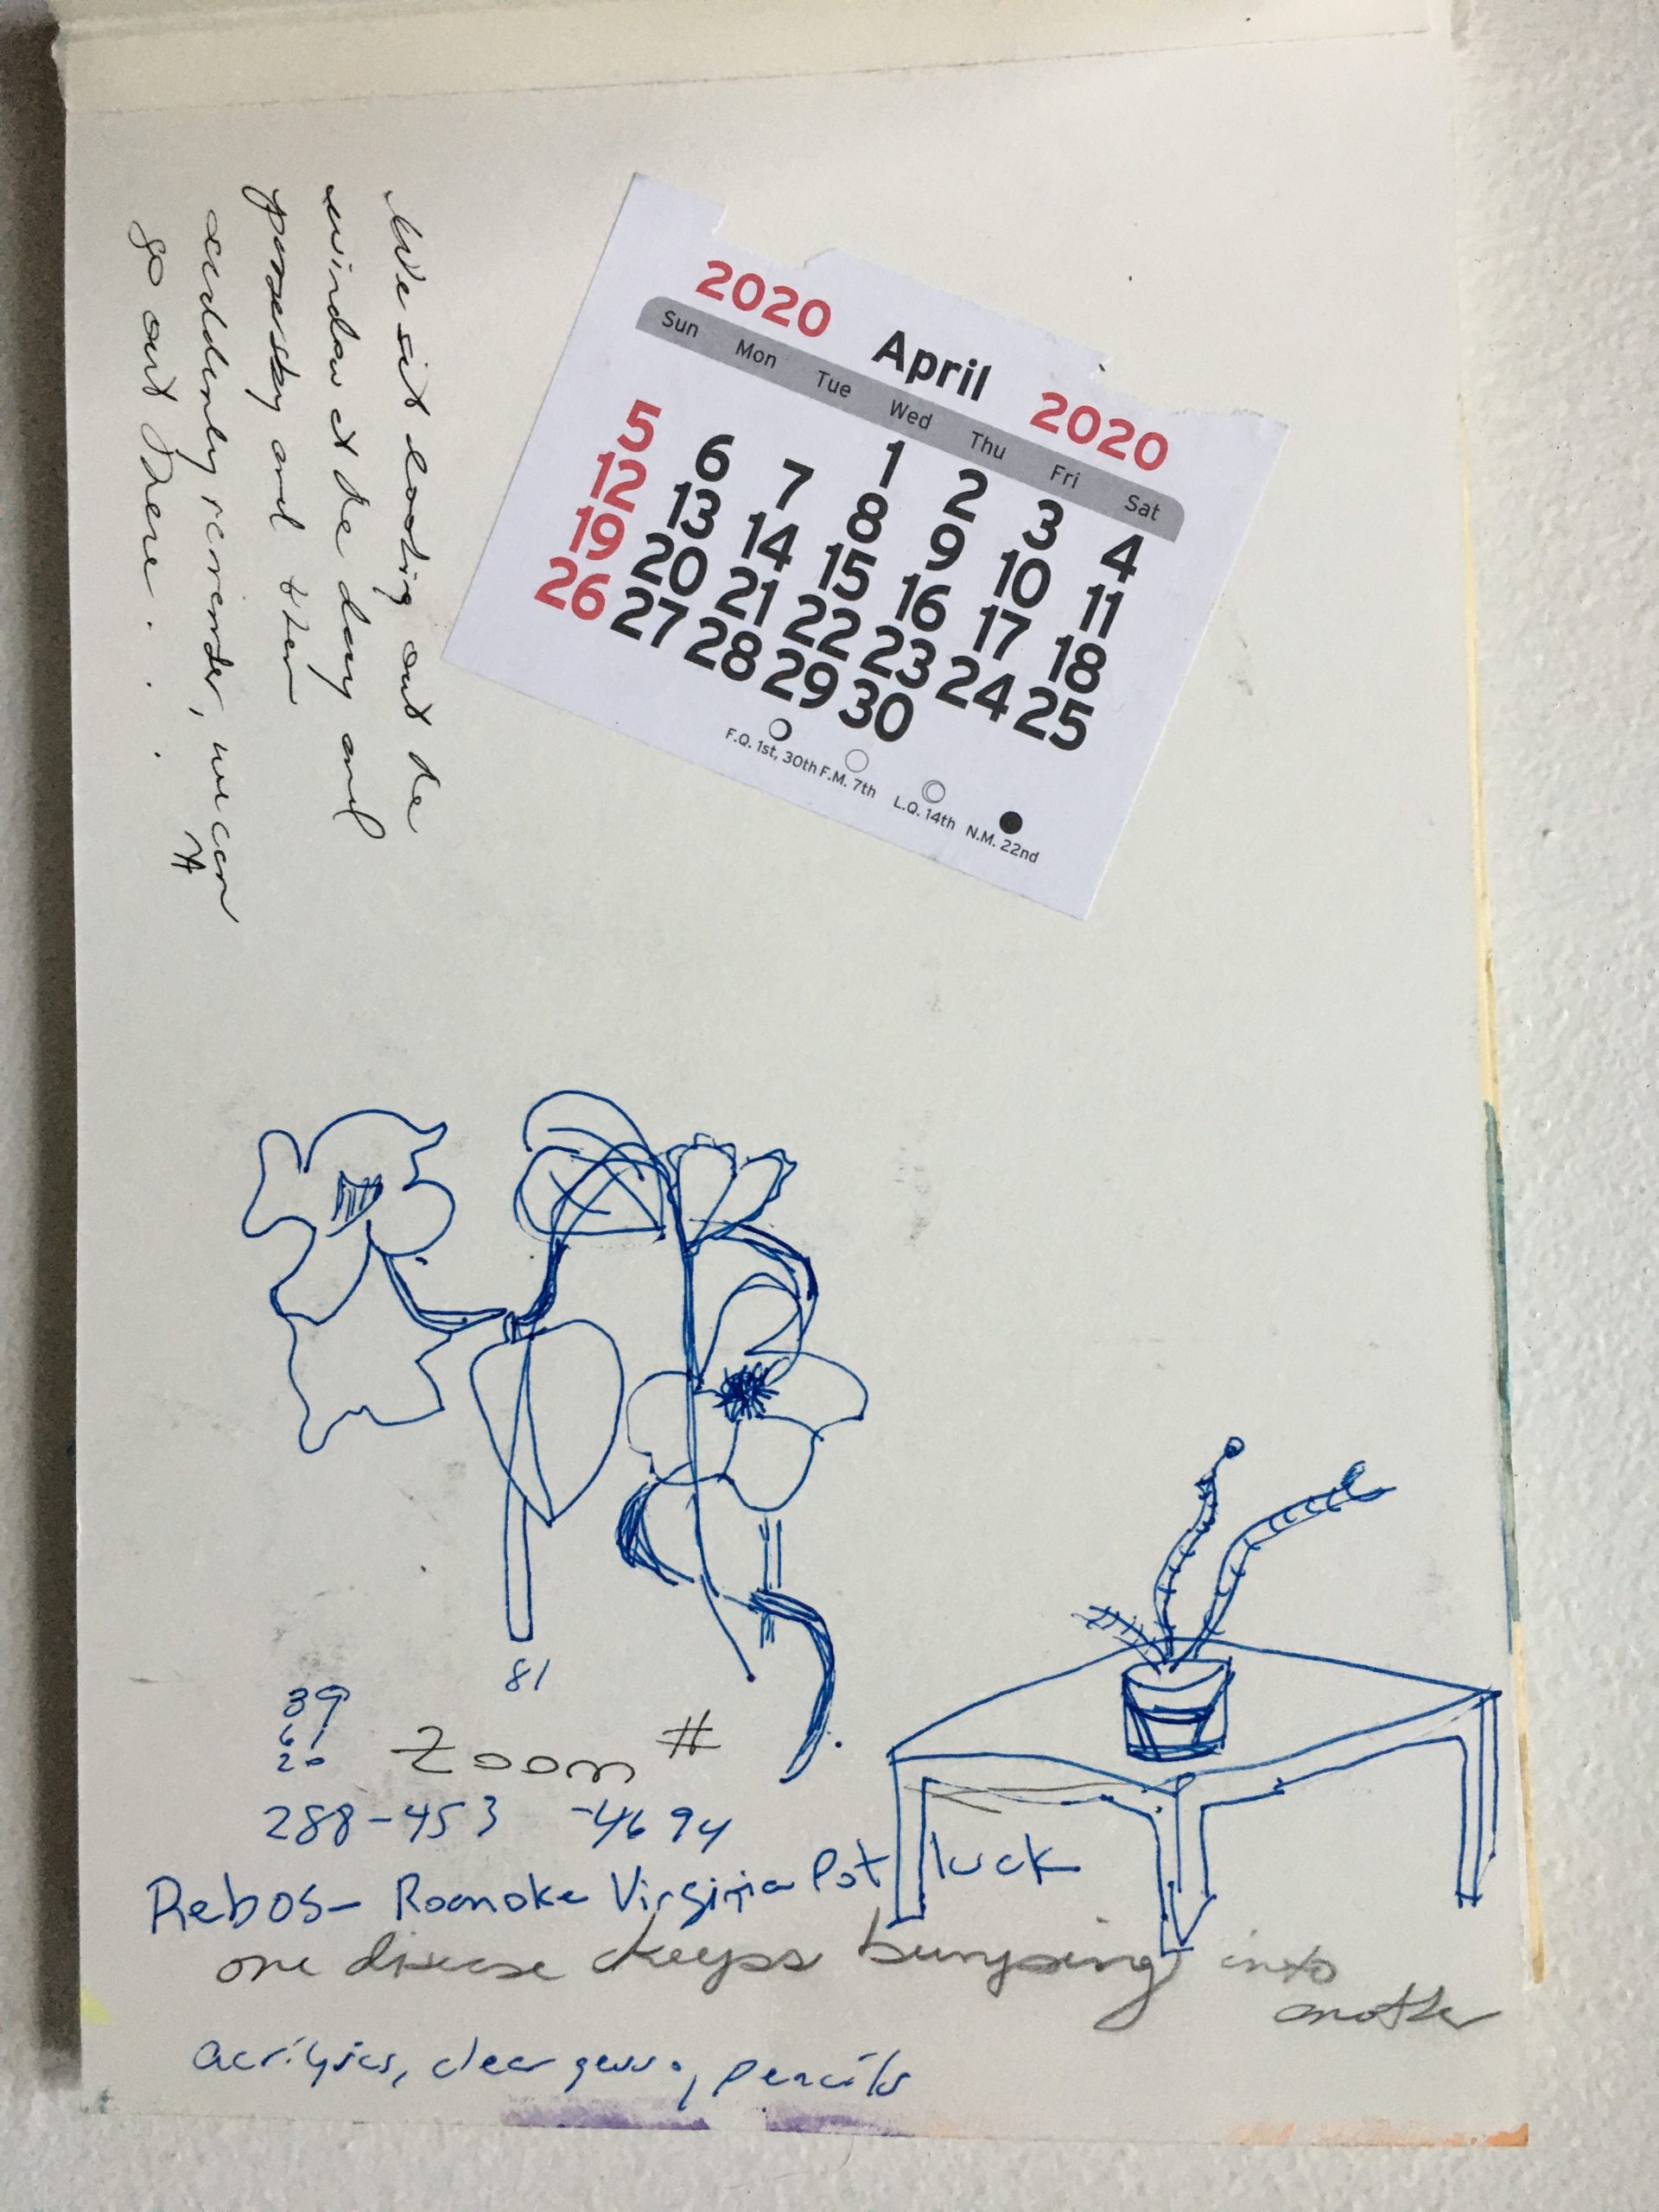 We sit looking out the
window at the day and
and then
suddenly remember, we can
go out there . . .
2020 April 2020
Sun Mon Tue Wed Thu Fri Sat
1 2 3 4
5 6 7 8 9 10 11
12 13 14 15 16 17 18
19 20 21 22 23 24 25
26 27 28 29 30
F.Q. 1st, 30th F.M. 7th L.Q. 14th N.M. 22nd
81
39
61
20
Zoom #
288-453-4694
Rebos- Roanoke Virginia Pot luck
one disease keeps bumping into
another
acrilyics, clear gesso, pencils